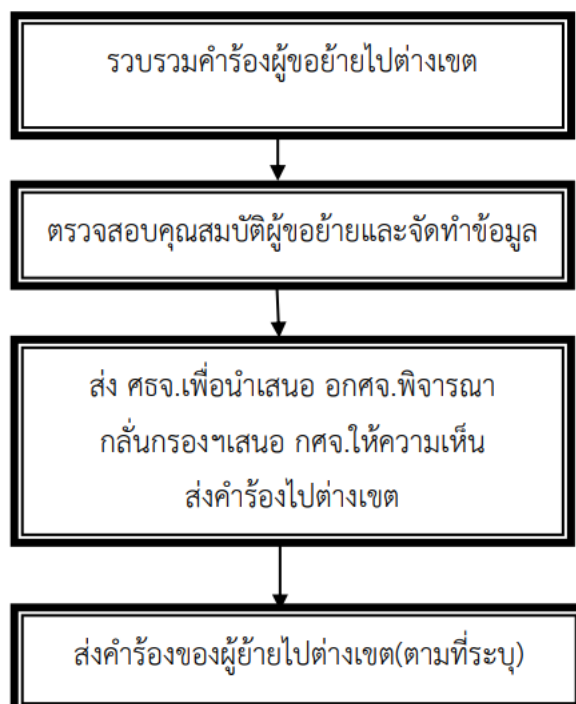 รวบรวมคำร้องผู้ขอย้ายไปต่างเขต
ตรวจสอบคุณสมบัติผู้ขอย้ายและจัดทำข้อมูล
ส่ง ศธจ.เพื่อนำเสนอ อกศจ.พิจารณา
กลั่นกรองฯเสนอ กศจ.ให้ความเห็น
ส่งคำร้องไปต่างเขต
ส่งคำร้องของผู้ย้ายไปต่างเขต(ตามที่ระบุ)